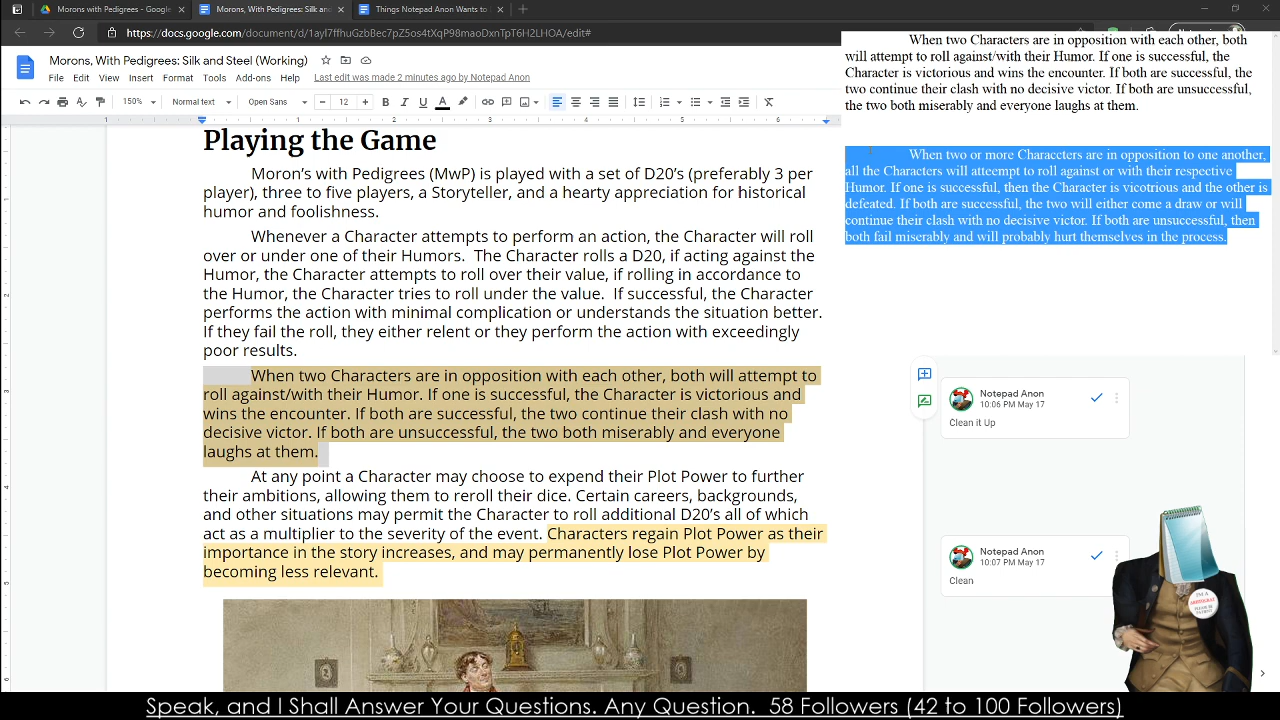 Morons with Pedigrees - Google
Morons, With Pedigrees: Silk and
Things Notepad Anon Wants to
https://docs.google.com/document/d/1ayI7ffhuGzbBec7pZ5os4tXqP98maoDxnTpT6H2LHOA/edit#
Morons, With Pedigrees: Silk and Steel (Working)
File Edit View Insert Format Tools Add-ons Help Last edit was made 2 minutes ago by Notepad Anon
150% Normal text Open Sans 12 B I U A
Playing the Game
Moron's with Pedigrees (MwP) is played with a set of D20's (preferably 3 per
player), three to five players, a Storyteller, and a hearty appreciation for historical
humor and foolishness.
Whenever a Character attempts to perform an action, the Character will roll
over or under one of their Humors. The Character rolls a D20, if acting against the
Humor, the Character attempts to roll over their value, if rolling in accordance to
the Humor, the Character tries to roll under the value. If successful, the Character
performs the action with minimal complication or understands the situation better.
If they fail the roll, they either relent or they perform the action with exceedingly
poor results.
When two Characters are in opposition with each other, both will attempt to
roll against/with their Humor. If one is successful, the Character is victorious and
wins the encounter. If both are successful, the two continue their clash with no
decisive victor. If both are unsuccessful, the two both miserably and everyone
laughs at them.
At any point a Character may choose to expend their Plot Power to further
their ambitions, allowing them to reroll their dice. Certain careers, backgrounds,
and other situations may permit the Character to roll additional D20's all of which
act as a multiplier to the severity of the event. Characters regain Plot Power as their
importance in the story increases, and may permanently lose Plot Power by
becoming less relevant.
When two Characters are in opposition with each other, both
will attempt to roll against/with their Humor. If one is successful, the
Character is victorious and wins the encounter. If both are successful, the
two continue their clash with no decisive victor. If both are unsuccessful,
the two both miserably and everyone laughs at them.
When two or more Characcters are in opposition to one another,
all the Characters will atteempt to roll against or with their respective
Humor. If one is successful, then the Character is vicotrious and the other is
defeated. If both are successful, the two will either come a draw or will
continue their clash with no decisive victor. If both are unsuccessful, then
both fail miserably and will probably hurt themselves in the process.
Notepad Anon
10:06 PM May 17
Clean it Up
Notepad Anon
10:07 PM May 17
Clean
I'M A
ARISTOCRAT
PLEASE BE
PATIENT
Speak, and I Shall Answer Your Questions. Any Question. 58 Followers (42 to 100 Followers)